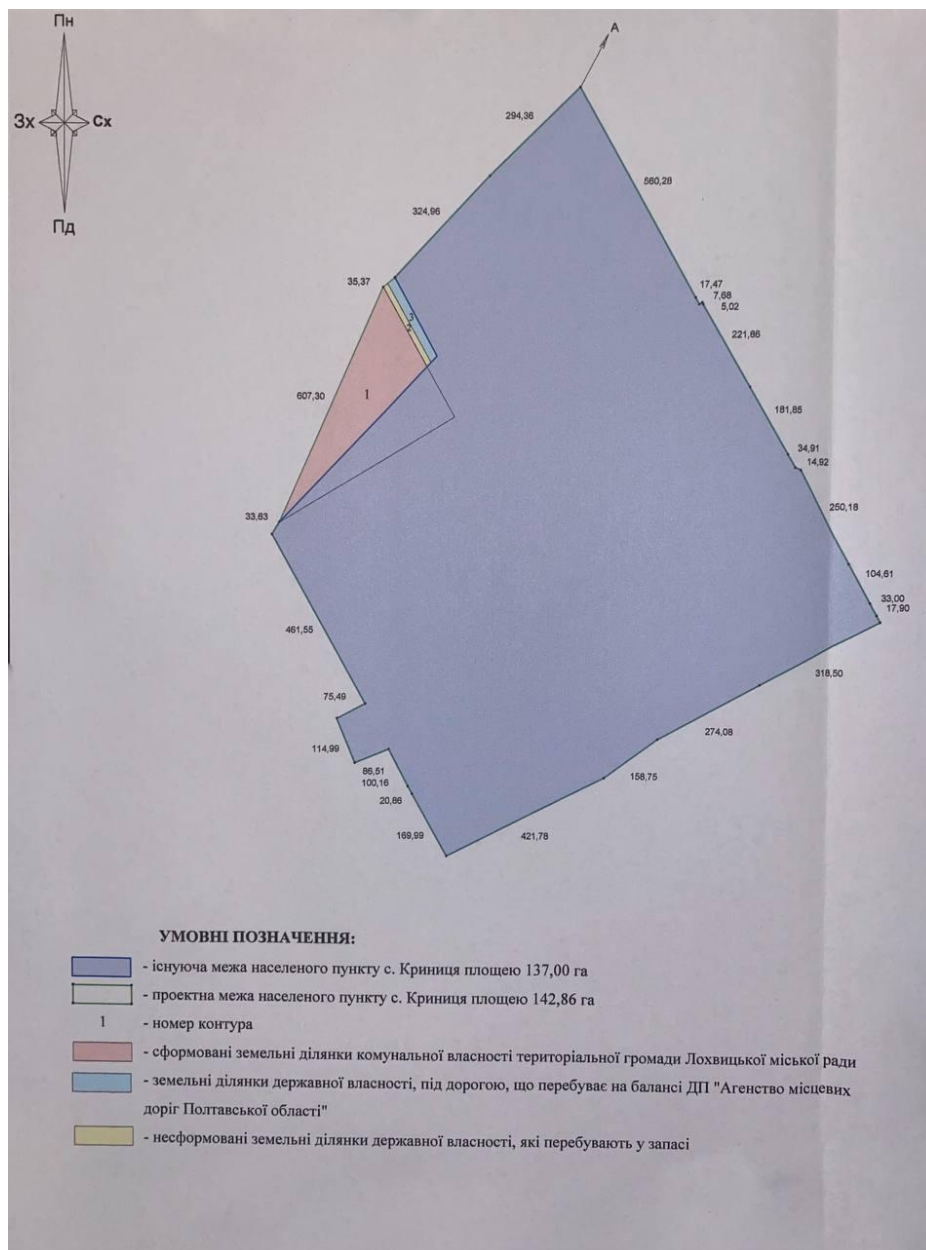 Пн
Зх
Сх
Пд
А
294,36
560,28
324,96
35,37
17,47
7,68
5,02
221,66
3
2
607,30
1
181,85
34,91
14,92
33,63
250,18
104,61
33,00
17,90
461,55
318,50
75,49
274,08
114,99
86,51
100,16
158,75
20,86
169,99
421,78
УМОВНІ ПОЗНАЧЕННЯ:
- існуюча межа населеного пункту с. Криниця площею 137,00 га
- проектна межа населеного пункту с. Криниця площею 142,86 га
1 - номер контура
- сформовані земельні ділянки комунальної власності територіальної громади Лохвицької міської ради
- земельні ділянки державної власності, під дорогою, що перебуває на балансі ДП "Агенство місцевих
доріг Полтавської області"
- несформовані земельні ділянки державної власності, які перебувають у запасі